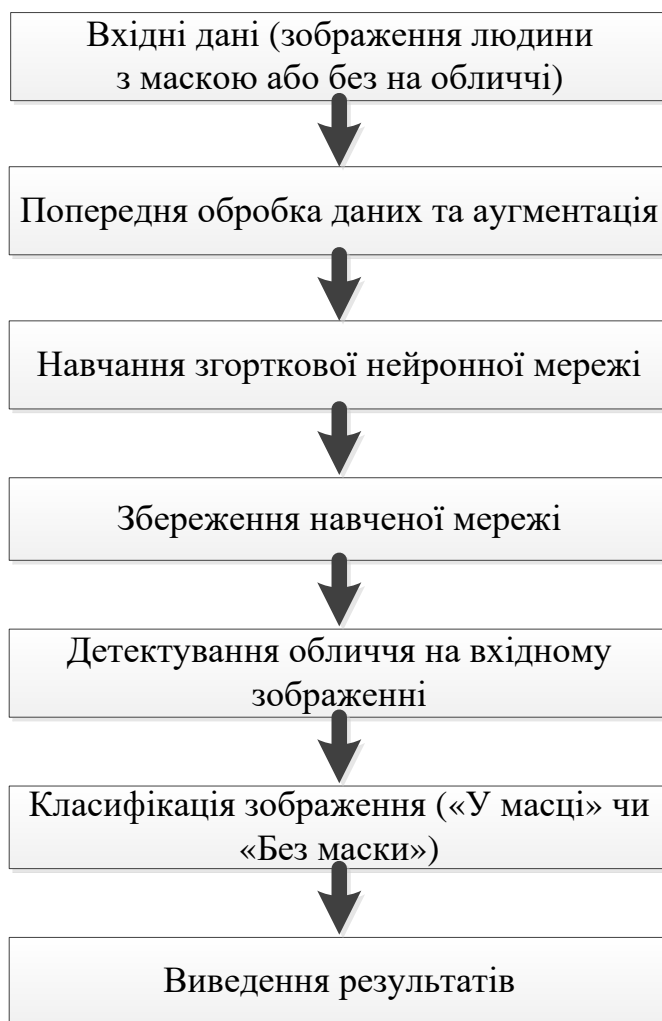 Вхідні дані (зображення людини
з маскою або без на обличчі)
Попередня обробка даних та аугментація
Навчання згорткової нейронної мережі
Збереження навченої мережі
Детектування обличчя на вхідному
зображенні
Класифікація зображення («У масці» чи
«Без маски»)
Виведення результатів